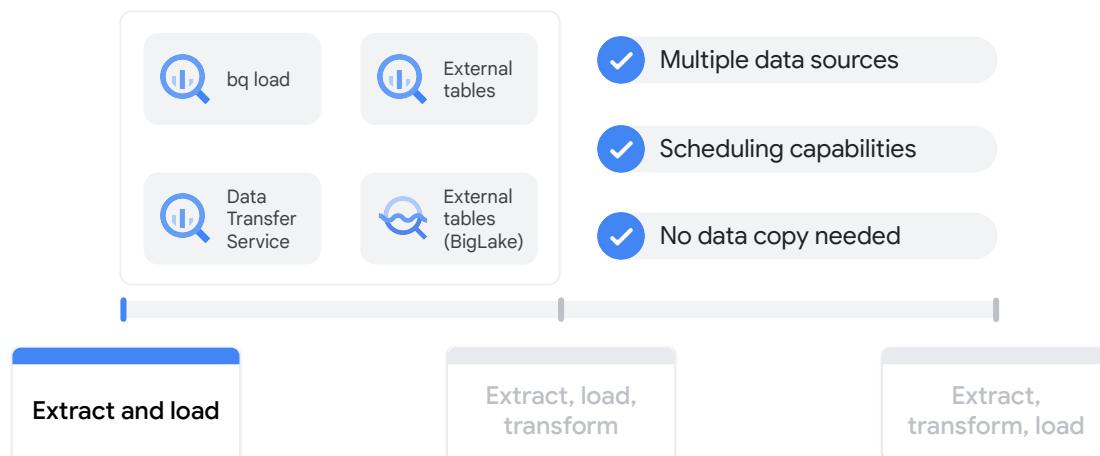 bq load
External
tables
Data
Transfer
Service
External
tables
(BigLake)
Multiple data sources
Scheduling capabilities
No data copy needed
Extract and load
Extract, load,
transform
Extract,
transform, load